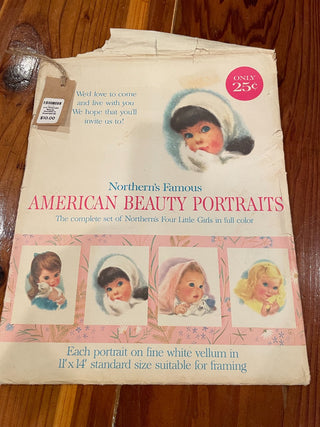 We'd love to come
and live with you
We hope that you'll
invite us to!
ONLY
25¢
$10.00
Northern's Famous
AMERICAN BEAUTY PORTRAITS
The complete set of Northern's Four Little Girls in full color
Each portrait on fine white vellum in
11"x14" standard size suitable for framing